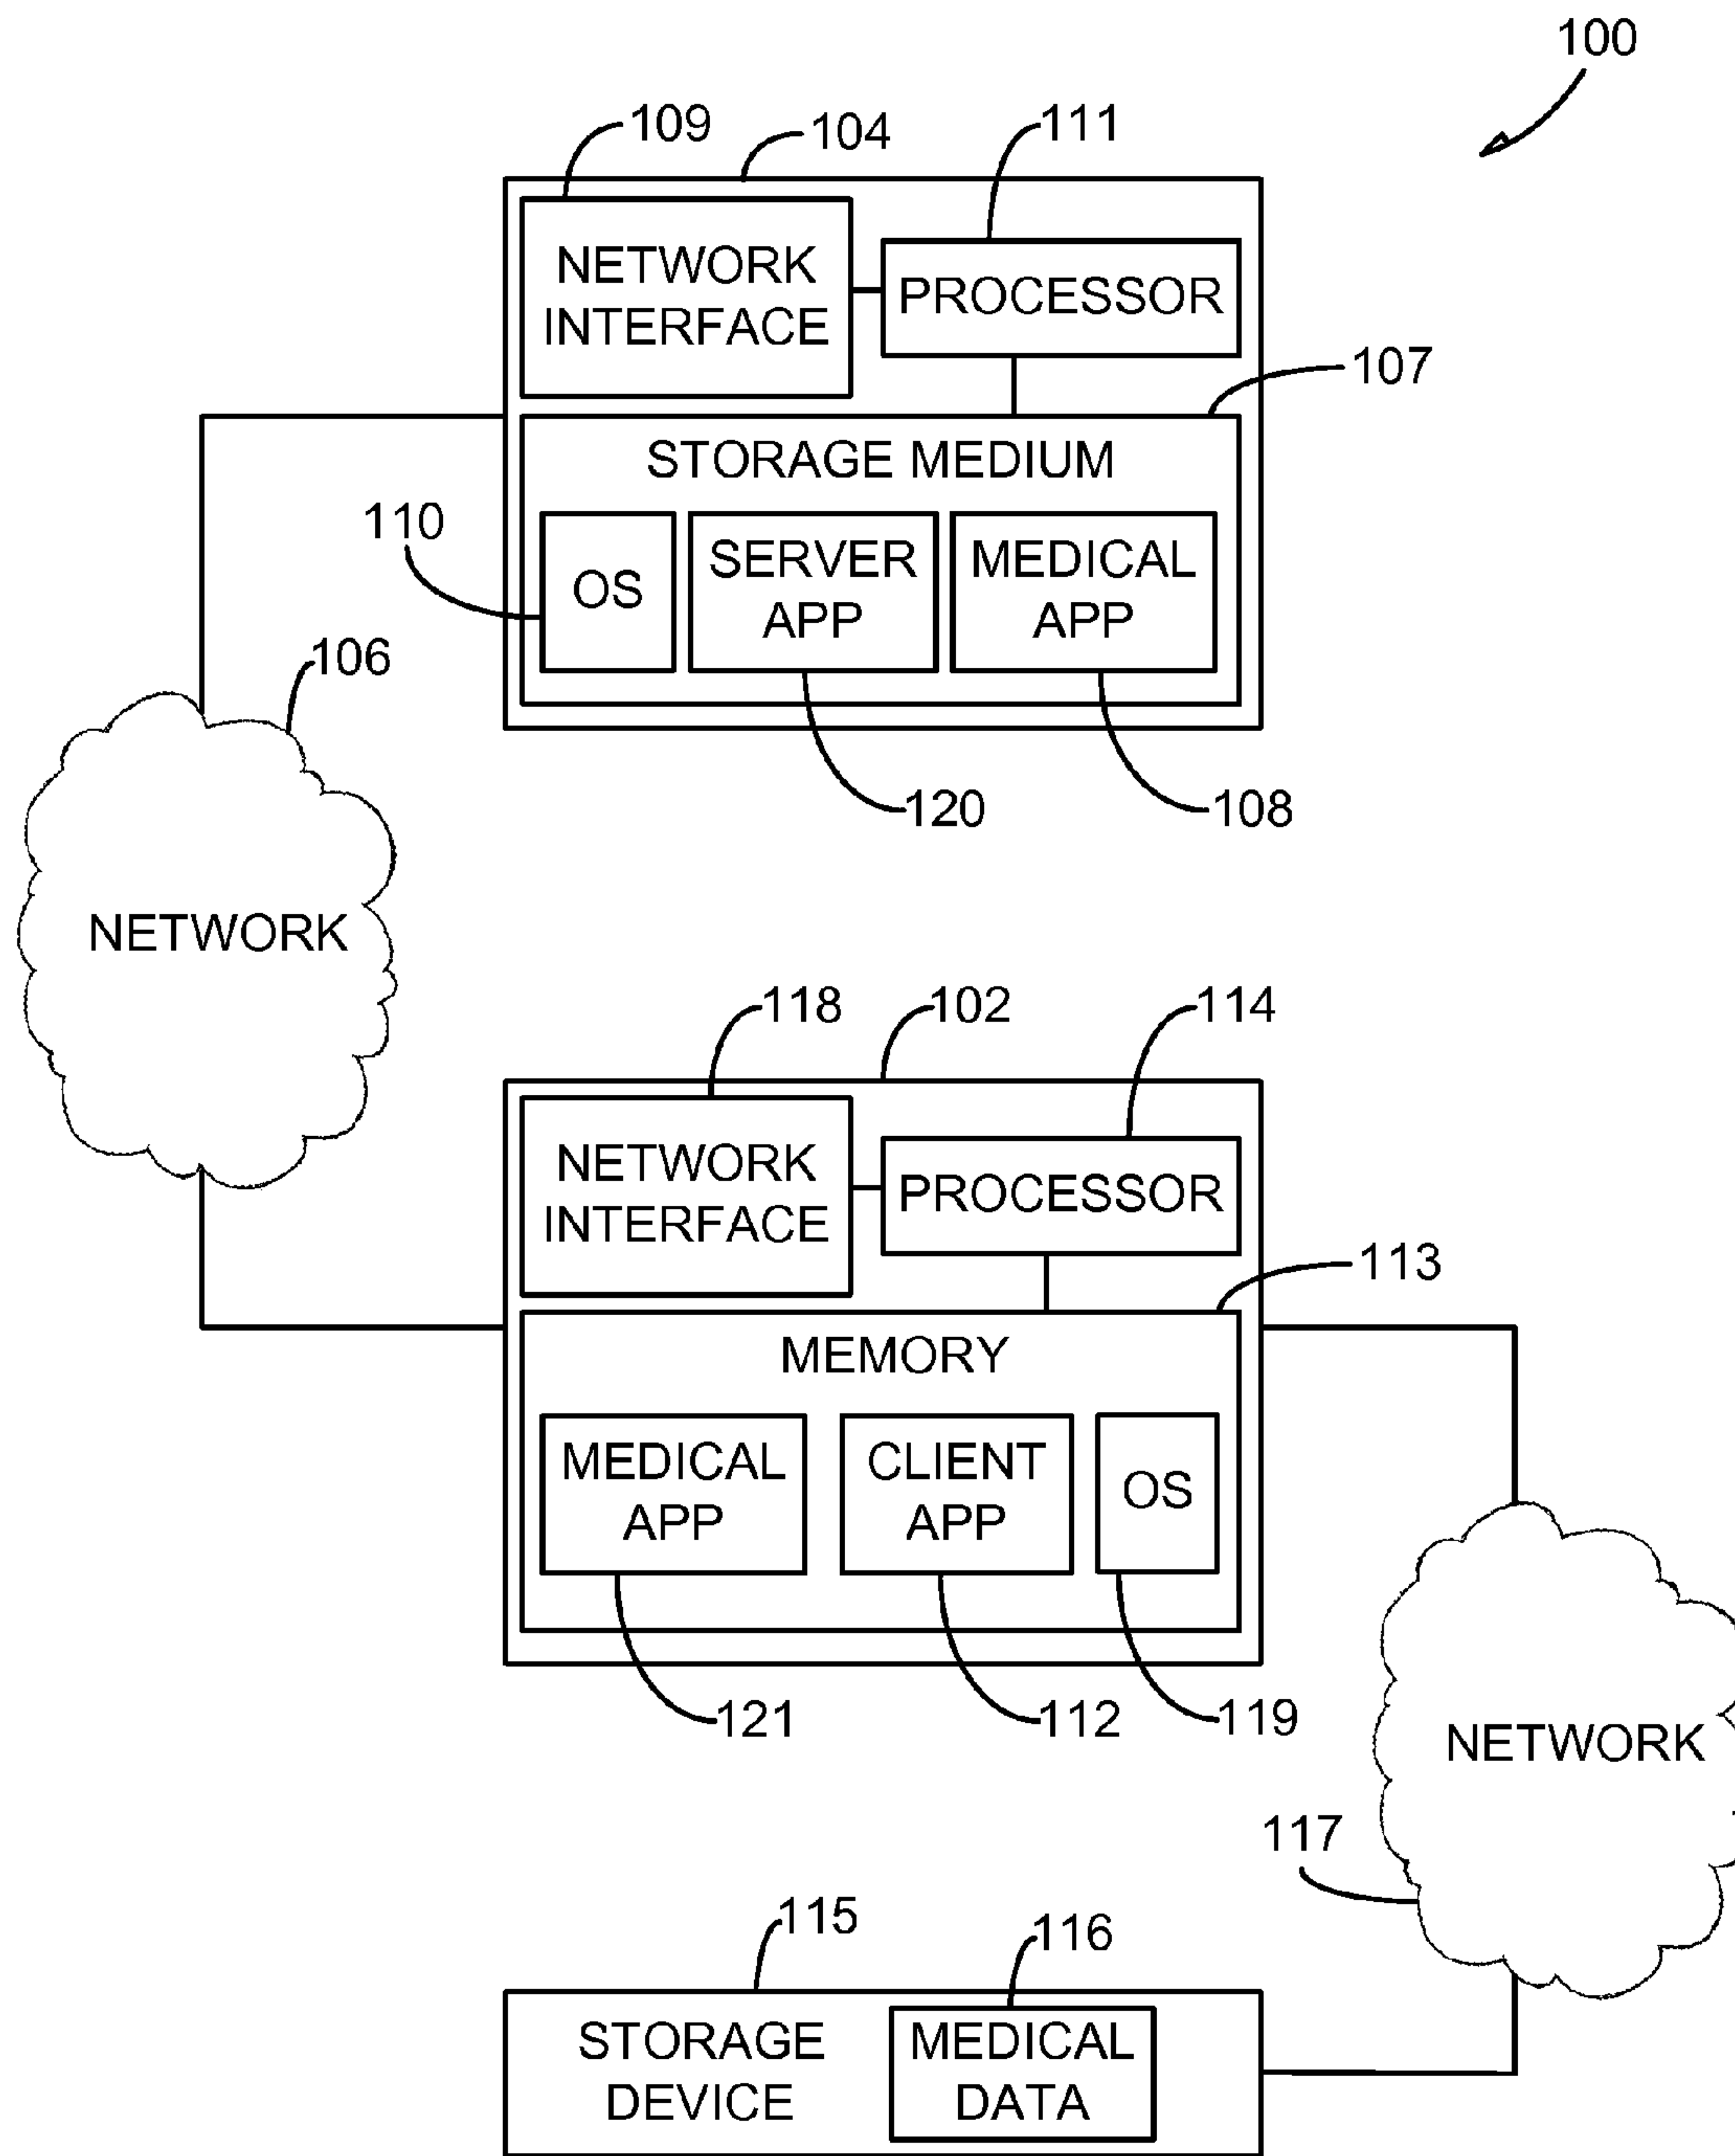 100
109
104
111
NETWORK
INTERFACE
PROCESSOR
107
STORAGE MEDIUM
110
OS
SERVER
APP
MEDICAL
APP
106
120
108
NETWORK
118
102
114
NETWORK
INTERFACE
PROCESSOR
113
MEMORY
MEDICAL
APP
CLIENT
APP
OS
121
112
119
NETWORK
117
115
116
STORAGE
DEVICE
MEDICAL
DATA